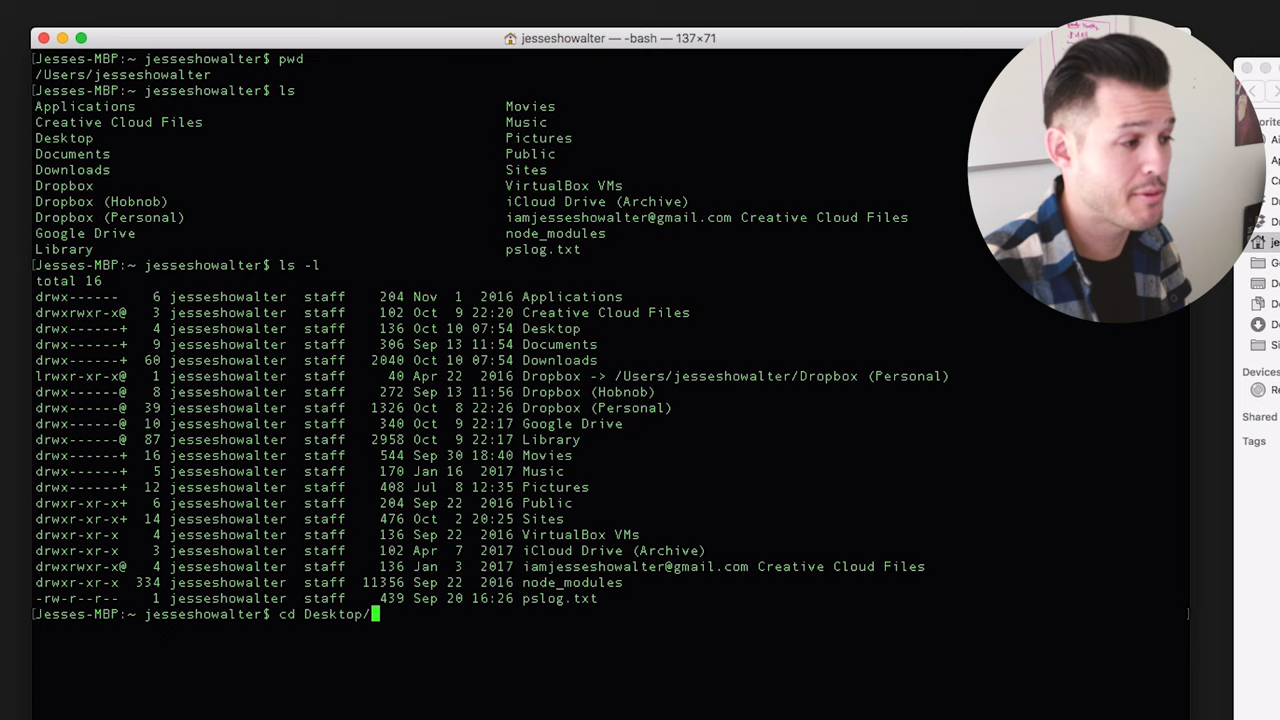 jesseshowalter — -bash — 137×71
[Jesses-MBP:~ jesseshowalter$ pwd
/Users/jesseshowalter
[Jesses-MBP:~ jesseshowalter$ ls
Applications Movies
Creative Cloud Files Music
Desktop Pictures
Documents Public
Downloads Sites
Dropbox VirtualBox VMs
Dropbox (Hobnob) iCloud Drive (Archive)
Dropbox (Personal) iamjesseshowalter@gmail.com Creative Cloud Files
Google Drive node_modules
Library pslog.txt
[Jesses-MBP:~ jesseshowalter$ ls -l
total 16
drwx------ 6 jesseshowalter staff 204 Nov 1 2016 Applications
drwxrwxr-x@ 3 jesseshowalter staff 102 Oct 9 22:20 Creative Cloud Files
drwx------+ 4 jesseshowalter staff 136 Oct 10 07:54 Desktop
drwx------+ 9 jesseshowalter staff 306 Sep 13 11:54 Documents
drwx------+ 60 jesseshowalter staff 2040 Oct 10 07:54 Downloads
lrwxr-xr-x@ 1 jesseshowalter staff 40 Apr 22 2016 Dropbox -> /Users/jesseshowalter/Dropbox (Personal)
drwx------@ 8 jesseshowalter staff 272 Sep 13 11:56 Dropbox (Hobnob)
drwx------@ 39 jesseshowalter staff 1326 Oct 8 22:26 Dropbox (Personal)
drwx------@ 10 jesseshowalter staff 340 Oct 9 22:17 Google Drive
drwx------@ 87 jesseshowalter staff 2958 Oct 9 22:17 Library
drwx------+ 16 jesseshowalter staff 544 Sep 30 18:40 Movies
drwx------+ 5 jesseshowalter staff 170 Jan 16 2017 Music
drwx------+ 12 jesseshowalter staff 408 Jul 8 12:35 Pictures
drwxr-xr-x+ 6 jesseshowalter staff 204 Sep 22 2016 Public
drwxr-xr-x+ 14 jesseshowalter staff 476 Oct 2 20:25 Sites
drwxr-xr-x 4 jesseshowalter staff 136 Sep 22 2016 VirtualBox VMs
drwxr-xr-x 3 jesseshowalter staff 102 Apr 7 2017 iCloud Drive (Archive)
drwxrwxr-x@ 4 jesseshowalter staff 136 Jan 3 2017 iamjesseshowalter@gmail.com Creative Cloud Files
drwxr-xr-x 334 jesseshowalter staff 11356 Sep 22 2016 node_modules
-rw-r--r-- 1 jesseshowalter staff 439 Sep 20 16:26 pslog.txt
[Jesses-MBP:~ jesseshowalter$ cd Desktop/ ]
Devices
Shared
Tags